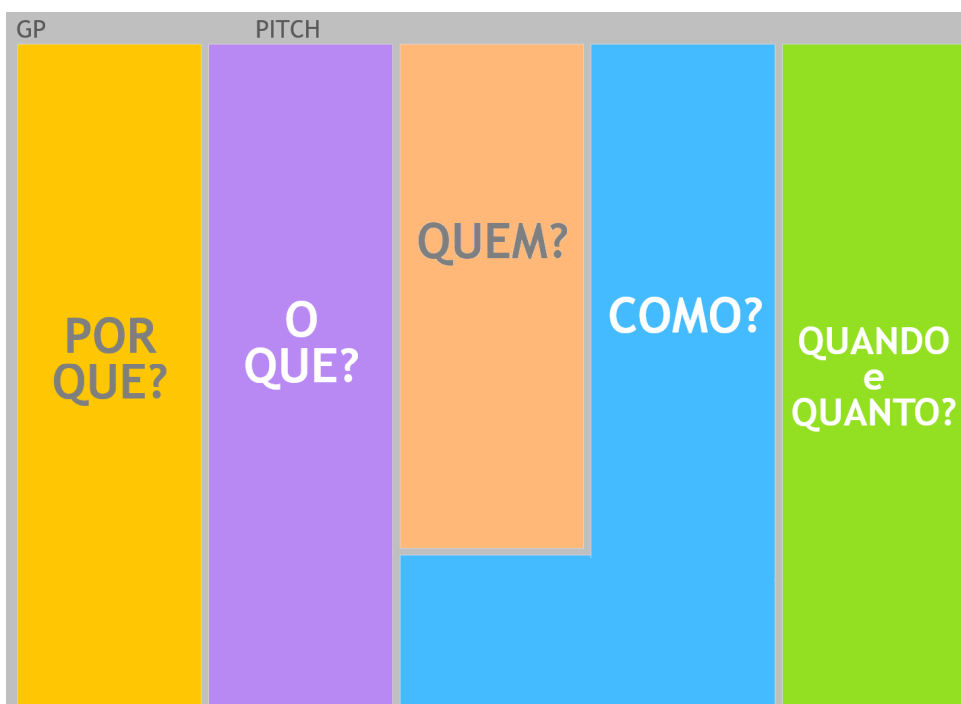 GP
PITCH
POR
QUE?
O
QUE?
QUEM?
COMO?
QUANDO
e
QUANTO?